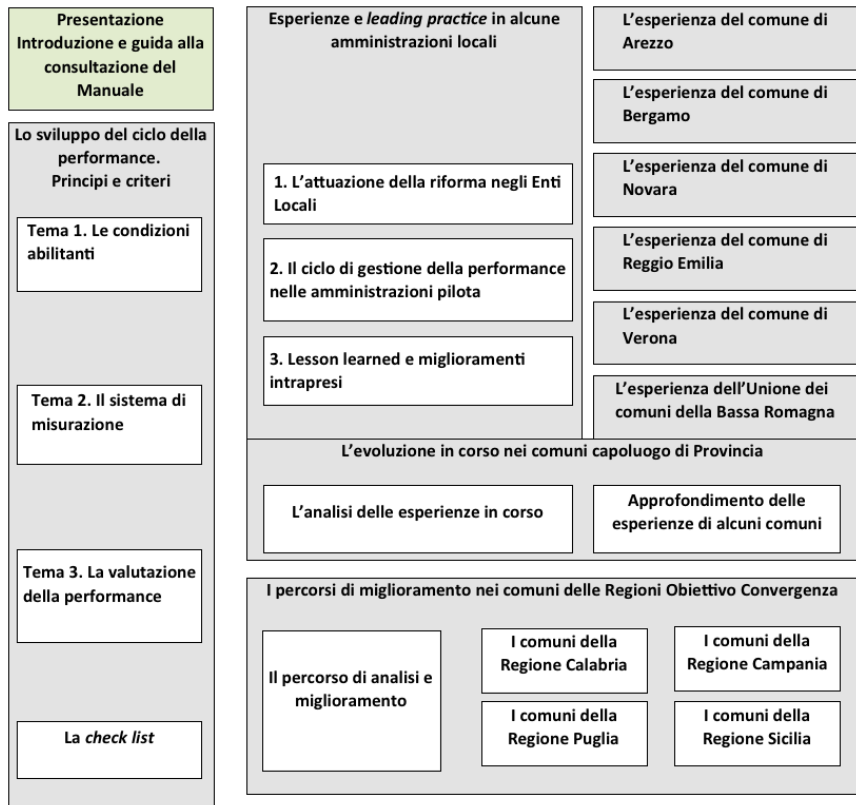 Presentazione
Introduzione e guida alla
consultazione del
Manuale
Lo sviluppo del ciclo della
performance.
Principi e criteri
Tema 1. Le condizioni
abilitanti
Tema 2. Il sistema di
misurazione
Tema 3. La valutazione
della performance
La check list
Esperienze e leading practice in alcune
amministrazioni locali
1. L’attuazione della riforma negli Enti
Locali
2. Il ciclo di gestione della performance
nelle amministrazioni pilota
3. Lesson learned e miglioramenti
intrapresi
L’esperienza del comune di
Arezzo
L’esperienza del comune di
Bergamo
L’esperienza del comune di
Novara
L’esperienza del comune di
Reggio Emilia
L’esperienza del comune di
Verona
L’esperienza dell’Unione dei
comuni della Bassa Romagna
L’evoluzione in corso nei comuni capoluogo di Provincia
L’analisi delle esperienze in corso
Approfondimento delle
esperienze di alcuni comuni
I percorsi di miglioramento nei comuni delle Regioni Obiettivo Convergenza
Il percorso di analisi e
miglioramento
I comuni della
Regione Calabria
I comuni della
Regione Campania
I comuni della
Regione Puglia
I comuni della
Regione Sicilia